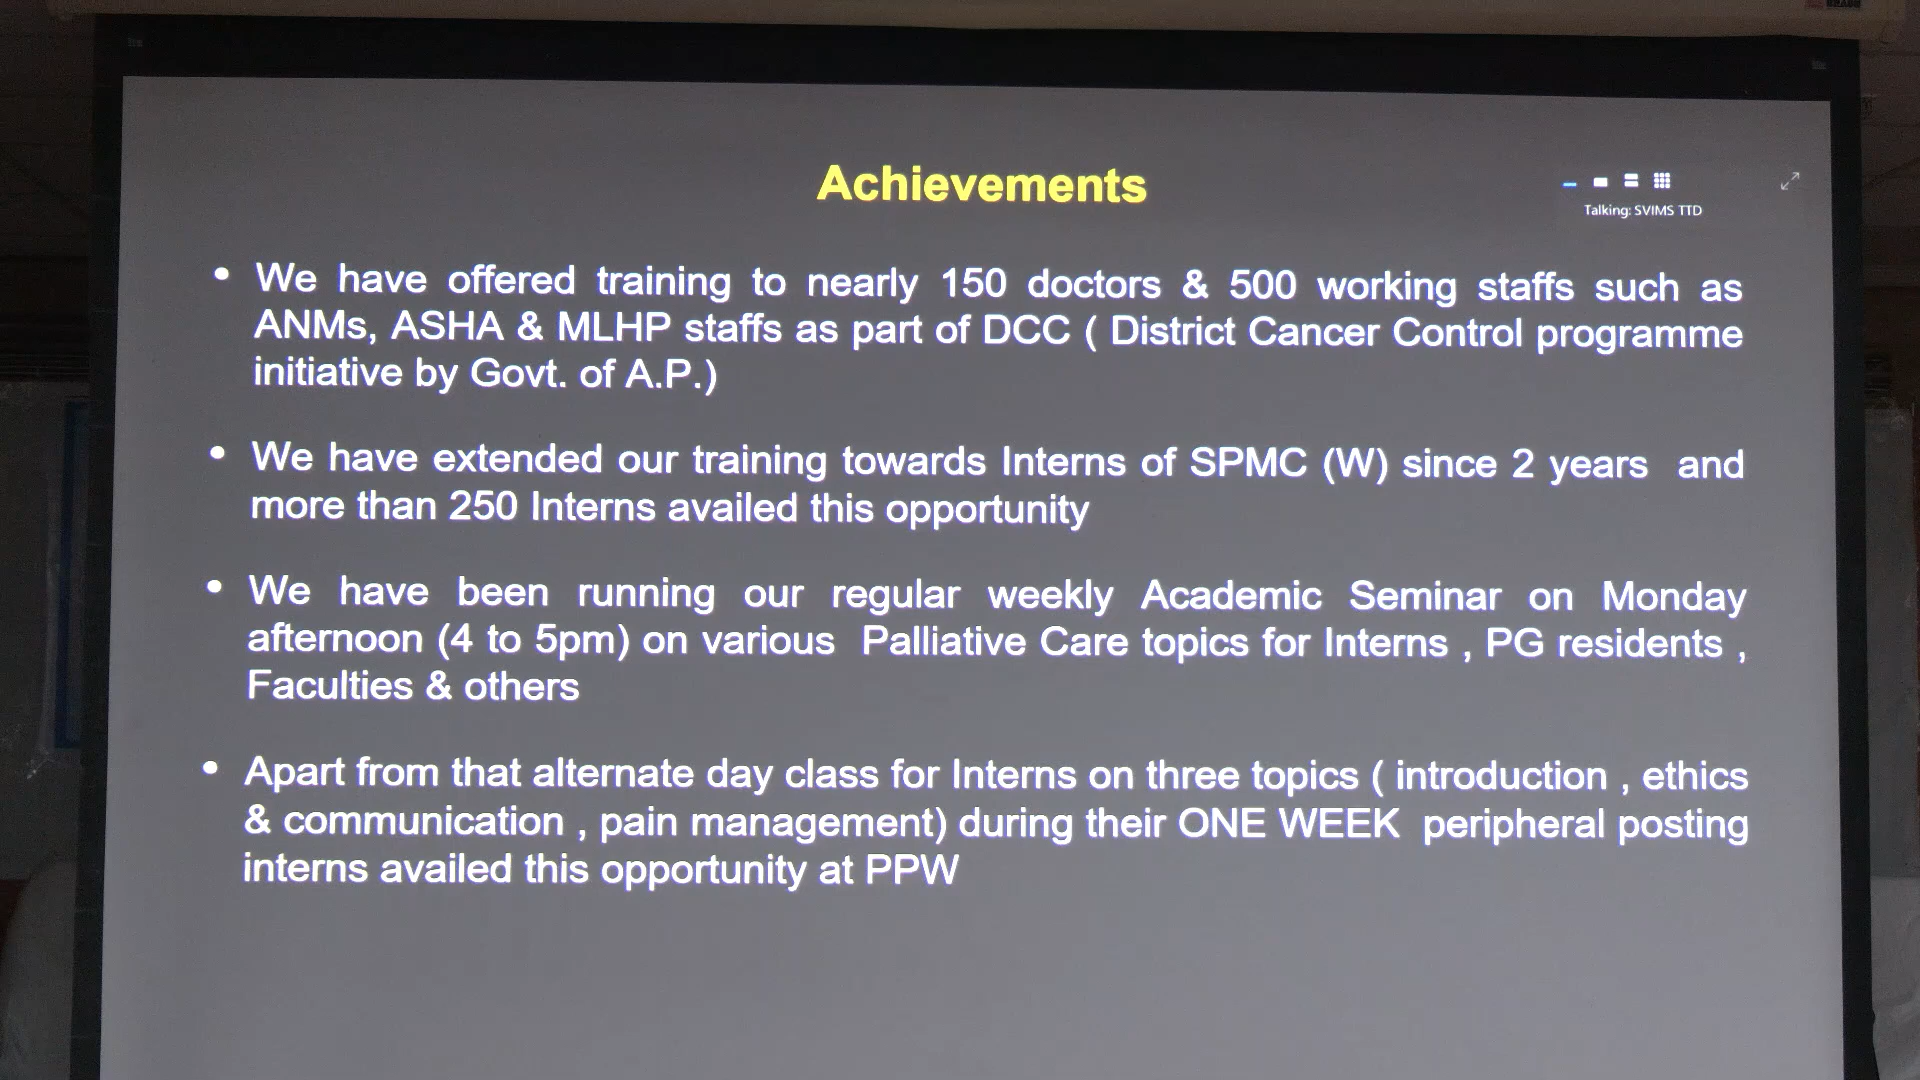 Achievements
Talking: SVIMS TTD
• We have offered training to nearly 150 doctors & 500 working staffs such as
ANMs, ASHA & MLHP staffs as part of DCC ( District Cancer Control programme
initiative by Govt. of A.P.)
• We have extended our training towards Interns of SPMC (W) since 2 years and
more than 250 Interns availed this opportunity
• We have been running our regular weekly Academic Seminar on Monday
afternoon (4 to 5pm) on various Palliative Care topics for Interns , PG residents ,
Faculties & others
• Apart from that alternate day class for Interns on three topics ( introduction , ethics
& communication , pain management) during their ONE WEEK peripheral posting
interns availed this opportunity at PPW